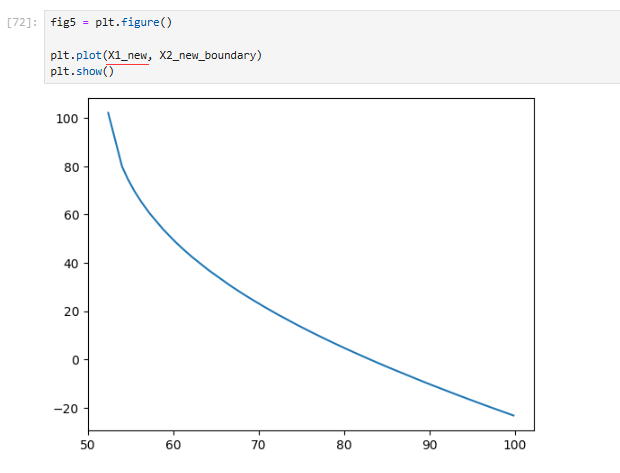 [72]: fig5 = plt.figure()
plt.plot(X1_new, X2_new_boundary)
plt.show()
100
80
60
40
20
0
−20
50 60 70 80 90 100